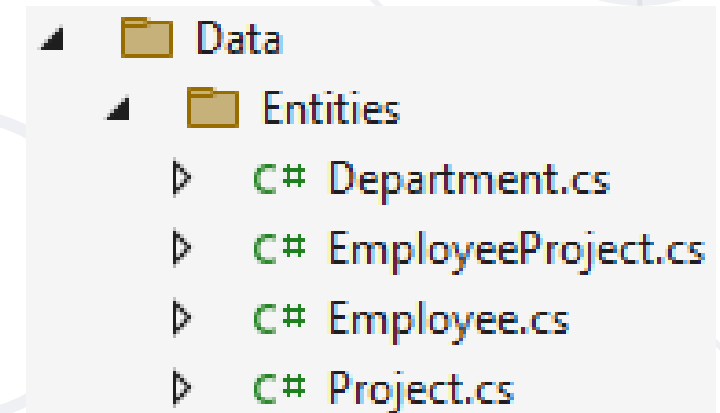 Data
Entities
C# Department.cs
C# EmployeeProject.cs
C# Employee.cs
C# Project.cs